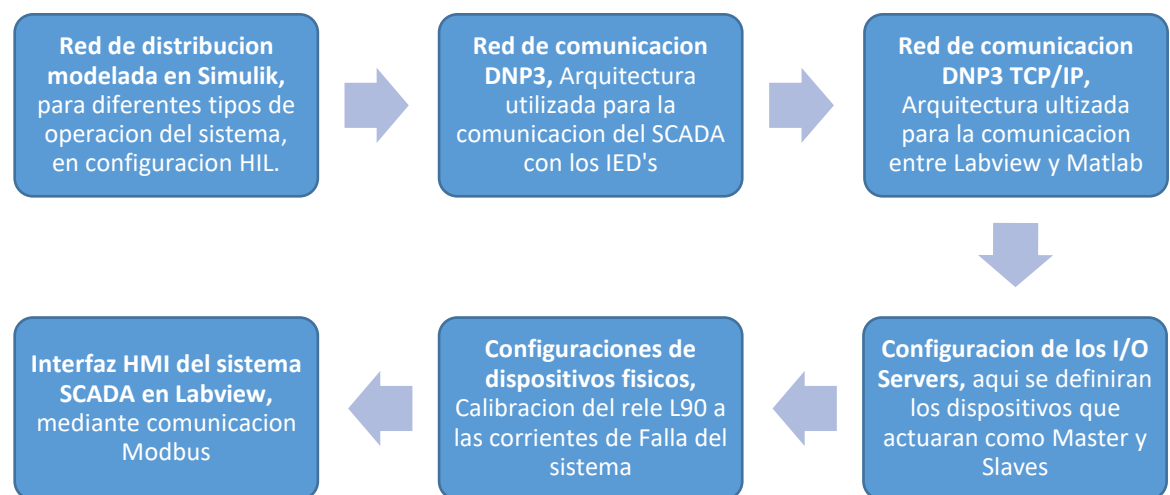 Red de distribucion
modelada en Simulik,
para diferentes tipos de
operacion del sistema,
en configuracion HIL.
Red de comunicacion
DNP3, Arquitectura
utilizada para la
comunicacion del SCADA
con los IED's
Red de comunicacion
DNP3 TCP/IP,
Arquitectura ultizada
para la comunicacion
entre Labview y Matlab
Configuracion de los I/O
Servers, aqui se definiran
los dispositivos que
actuaran como Master y
Slaves
Configuraciones de
dispositivos fisicos,
Calibracion del rele L90 a
las corrientes de Falla del
sistema
Interfaz HMI del sistema
SCADA en Labview,
mediante comunicacion
Modbus